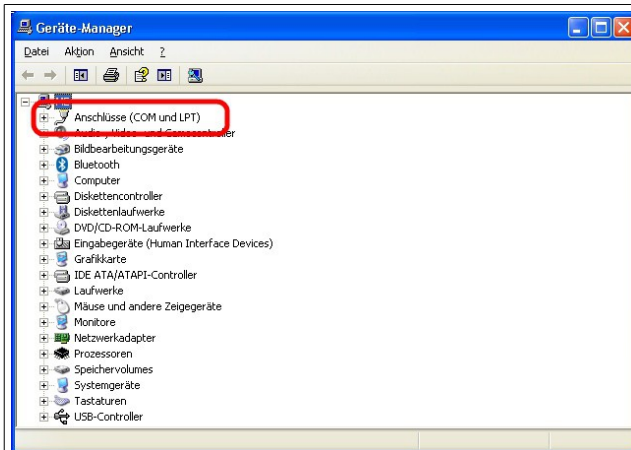 Geräte-Manager
Datei Aktion Ansicht ?
Anschlüsse (COM und LPT)
Audio-, Video- und Gamecontroller
Bildbearbeitungsgeräte
Bluetooth
Computer
Diskettencontroller
Diskettenlaufwerke
DVD/CD-ROM-Laufwerke
Eingabegeräte (Human Interface Devices)
Grafikkarte
IDE ATA/ATAPI-Controller
Laufwerke
Mäuse und andere Zeigegeräte
Monitore
Netzwerkadapter
Prozessoren
Speichervolumes
Systemgeräte
Tastaturen
USB-Controller